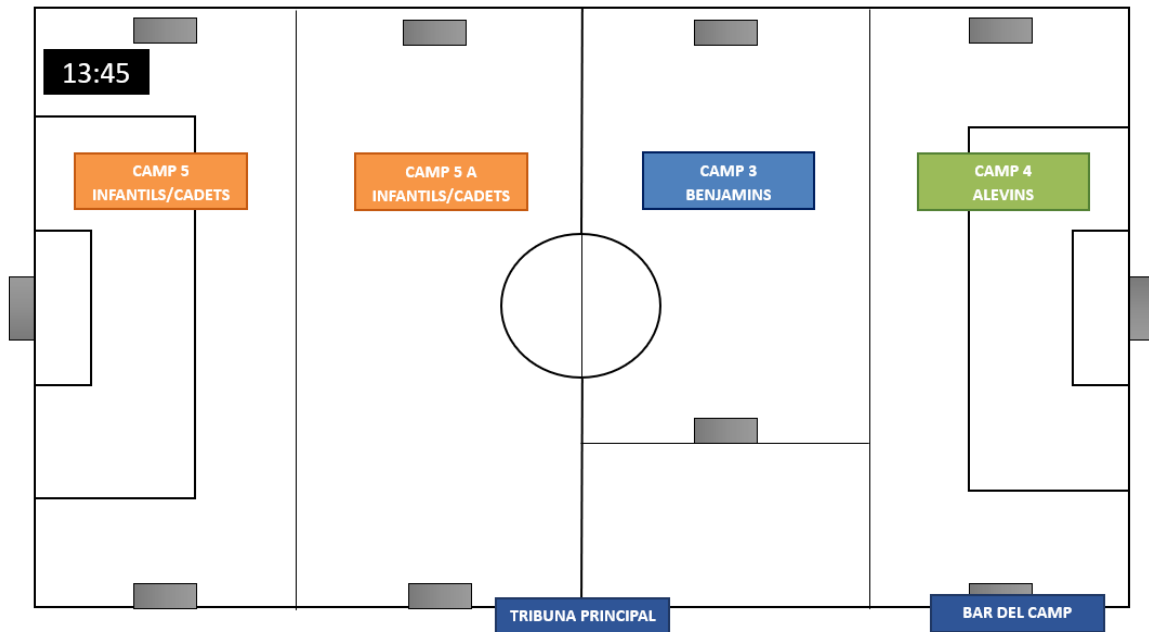 13:45
CAMP 5
INFANTILS/CADETS
CAMP 5 A
INFANTILS/CADETS
CAMP 3
BENJAMINS
CAMP 4
ALEVINS
TRIBUNA PRINCIPAL
BAR DEL CAMP